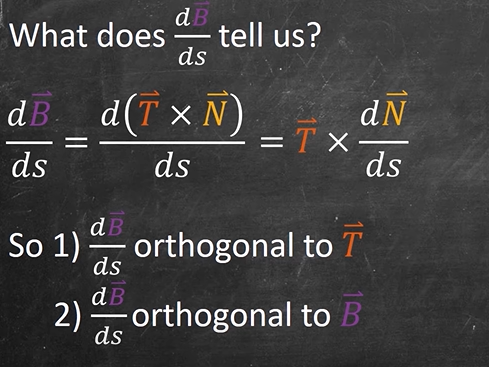 What does \frac{d\vec{B}}{ds} tell us?
\frac{d\vec{B}}{ds} = \frac{d(\vec{T} \times \vec{N})}{ds} = \vec{T} \times \frac{d\vec{N}}{ds}
So 1) \frac{d\vec{B}}{ds} orthogonal to \vec{T}
2) \frac{d\vec{B}}{ds} orthogonal to \vec{B}